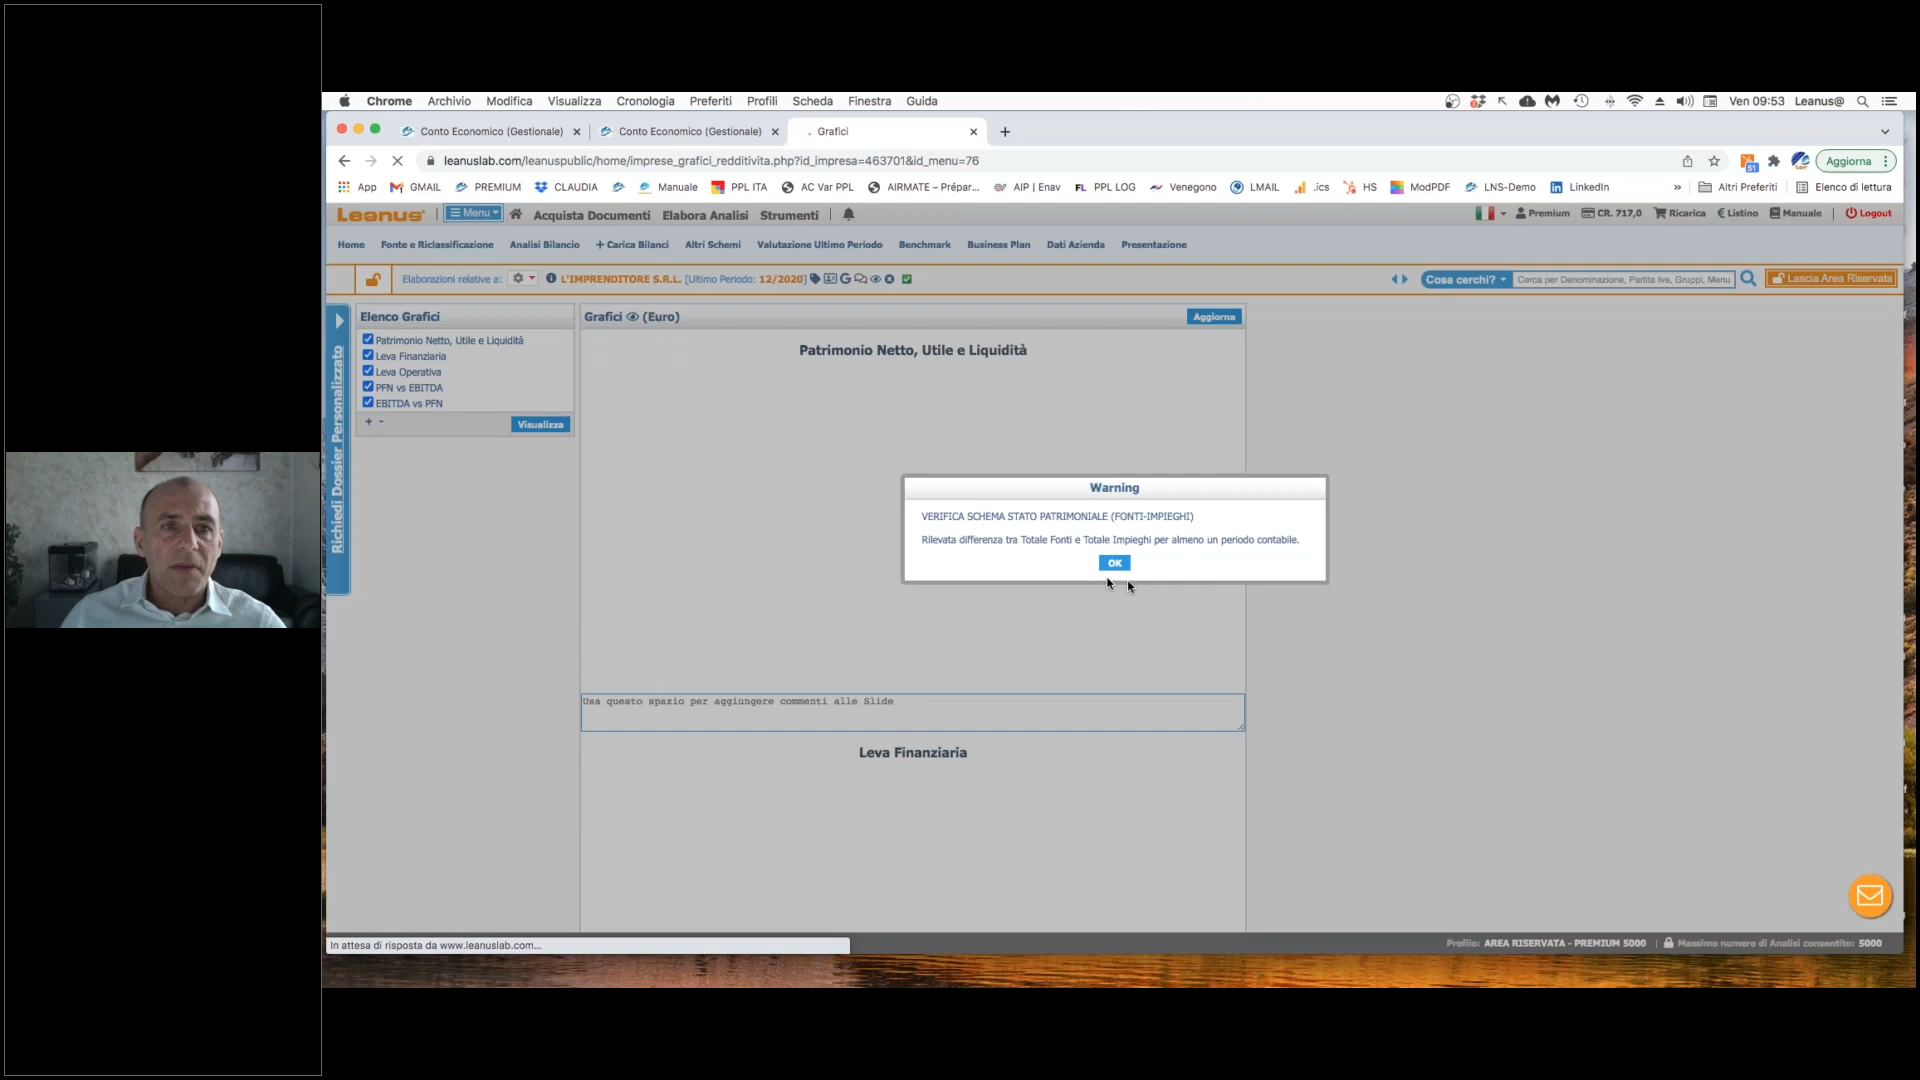 Chrome Archivio Modifica Visualizza Cronologia Preferiti Profili Scheda Finestra Guida
Ven 09:53 Leanus@
Conto Economico (Gestionale)
Conto Economico (Gestionale)
Grafici
leanuslab.com/leanuspublic/home/imprese_grafici_redditivita.php?id_impresa=463701&id_menu=76
51
Aggiorna
App GMAIL PREMIUM CLAUDIA Manuale PPL ITA AC Var PPL AIRMATE – Prépar... AIP | Enav FL PPL LOG Venegono LMAIL .ics HS ModPDF LNS-Demo LinkedIn » Altri Preferiti Elenco di lettura
Leanus | Menu Acquista Documenti Elabora Analisi Strumenti |
Premium CR. 717,0 Ricarica € Listino Manuale | Logout
Home Fonte e Riclassificazione Analisi Bilancio + Carica Bilanci Altri Schemi Valutazione Ultimo Periodo Benchmark Business Plan Dati Azienda Presentazione
Elaborazioni relative a: L'IMPRENDITORE S.R.L. [Ultimo Periodo: 12/2020]
Cosa cerchi? Cerca per Denominazione, Partita Iva, Gruppi, Menu
Lascia Area Riservata
Richiedi Dossier Personalizzato
Elenco Grafici
Patrimonio Netto, Utile e Liquidità
Leva Finanziaria
Leva Operativa
PFN vs EBITDA
EBITDA vs PFN
+ -
Visualizza
Grafici (Euro)
Aggiorna
Patrimonio Netto, Utile e Liquidità
Warning
VERIFICA SCHEMA STATO PATRIMONIALE (FONTI-IMPIEGHI)
Rilevata differenza tra Totale Fonti e Totale Impieghi per almeno un periodo contabile.
OK
Usa questo spazio per aggiungere commenti alle Slide
Leva Finanziaria
In attesa di risposta da www.leanuslab.com...
Profilo: AREA RISERVATA - PREMIUM 5000 | Massimo numero di Analisi consentito: 5000